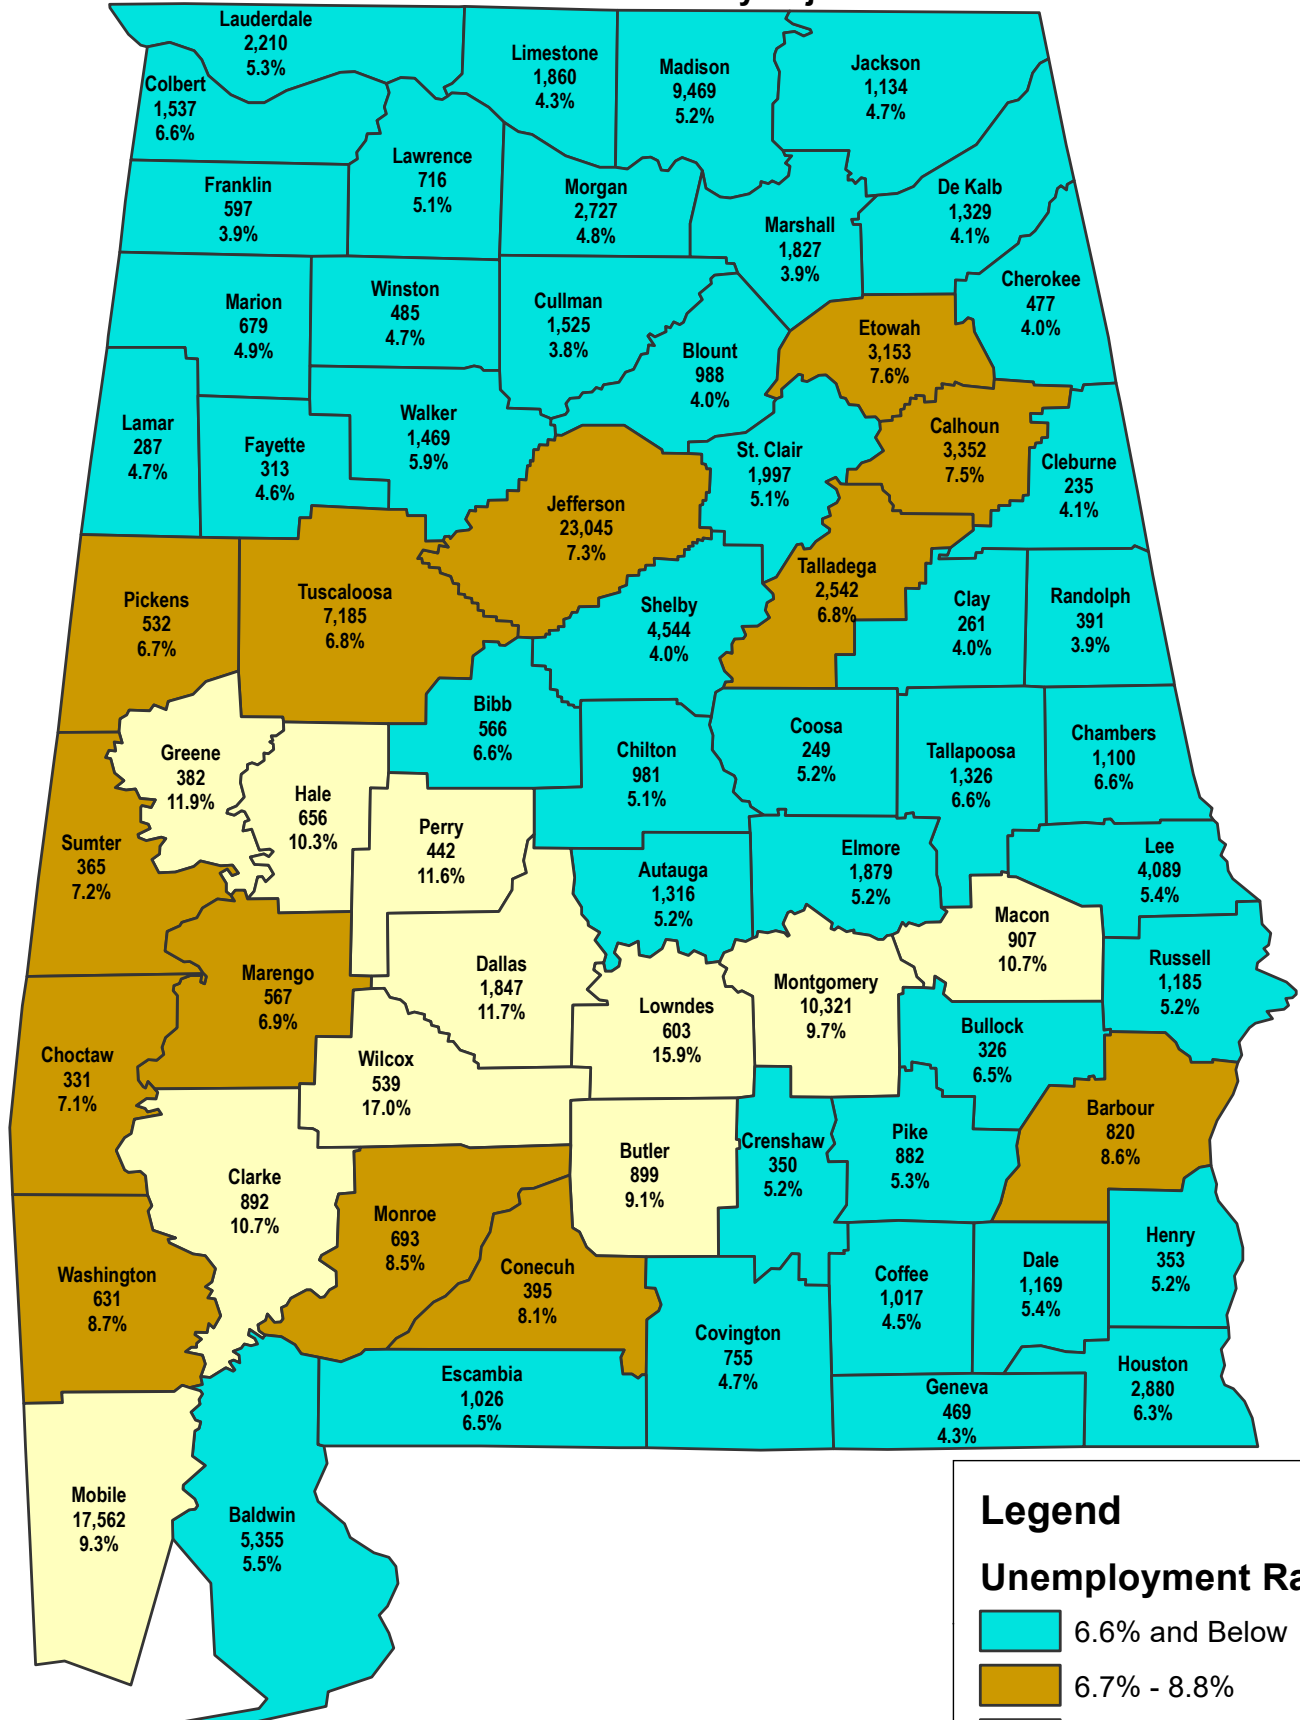 Lauderdale
2,210
5.3%
Limestone
1,860
4.3%
Madison
9,469
5.2%
Jackson
1,134
4.7%
Colbert
1,537
6.6%
Lawrence
716
5.1%
Franklin
597
3.9%
Morgan
2,727
4.8%
De Kalb
1,329
4.1%
Marshall
1,827
3.9%
Cherokee
477
4.0%
Marion
679
4.9%
Winston
485
4.7%
Cullman
1,525
3.8%
Etowah
3,153
7.6%
Blount
988
4.0%
Lamar
287
4.7%
Fayette
313
4.6%
Walker
1,469
5.9%
Calhoun
3,352
7.5%
St. Clair
1,997
5.1%
Cleburne
235
4.1%
Jefferson
23,045
7.3%
Talladega
2,542
6.8%
Pickens
532
6.7%
Tuscaloosa
7,185
6.8%
Shelby
4,544
4.0%
Clay
261
4.0%
Randolph
391
3.9%
Bibb
566
6.6%
Greene
382
11.9%
Chilton
981
5.1%
Coosa
249
5.2%
Tallapoosa
1,326
6.6%
Chambers
1,100
6.6%
Hale
656
10.3%
Perry
442
11.6%
Sumter
365
7.2%
Autauga
1,316
5.2%
Elmore
1,879
5.2%
Lee
4,089
5.4%
Macon
907
10.7%
Russell
1,185
5.2%
Marengo
567
6.9%
Dallas
1,847
11.7%
Lowndes
603
15.9%
Montgomery
10,321
9.7%
Bullock
326
6.5%
Choctaw
331
7.1%
Wilcox
539
17.0%
Barbour
820
8.6%
Butler
899
9.1%
Crenshaw
350
5.2%
Pike
882
5.3%
Clarke
892
10.7%
Monroe
693
8.5%
Conecuh
395
8.1%
Washington
631
8.7%
Henry
353
5.2%
Dale
1,169
5.4%
Coffee
1,017
4.5%
Covington
755
4.7%
Escambia
1,026
6.5%
Geneva
469
4.3%
Houston
2,880
6.3%
Mobile
17,562
9.3%
Baldwin
5,355
5.5%
Legend
Unemployment Ra
6.6% and Below
6.7% - 8.8%